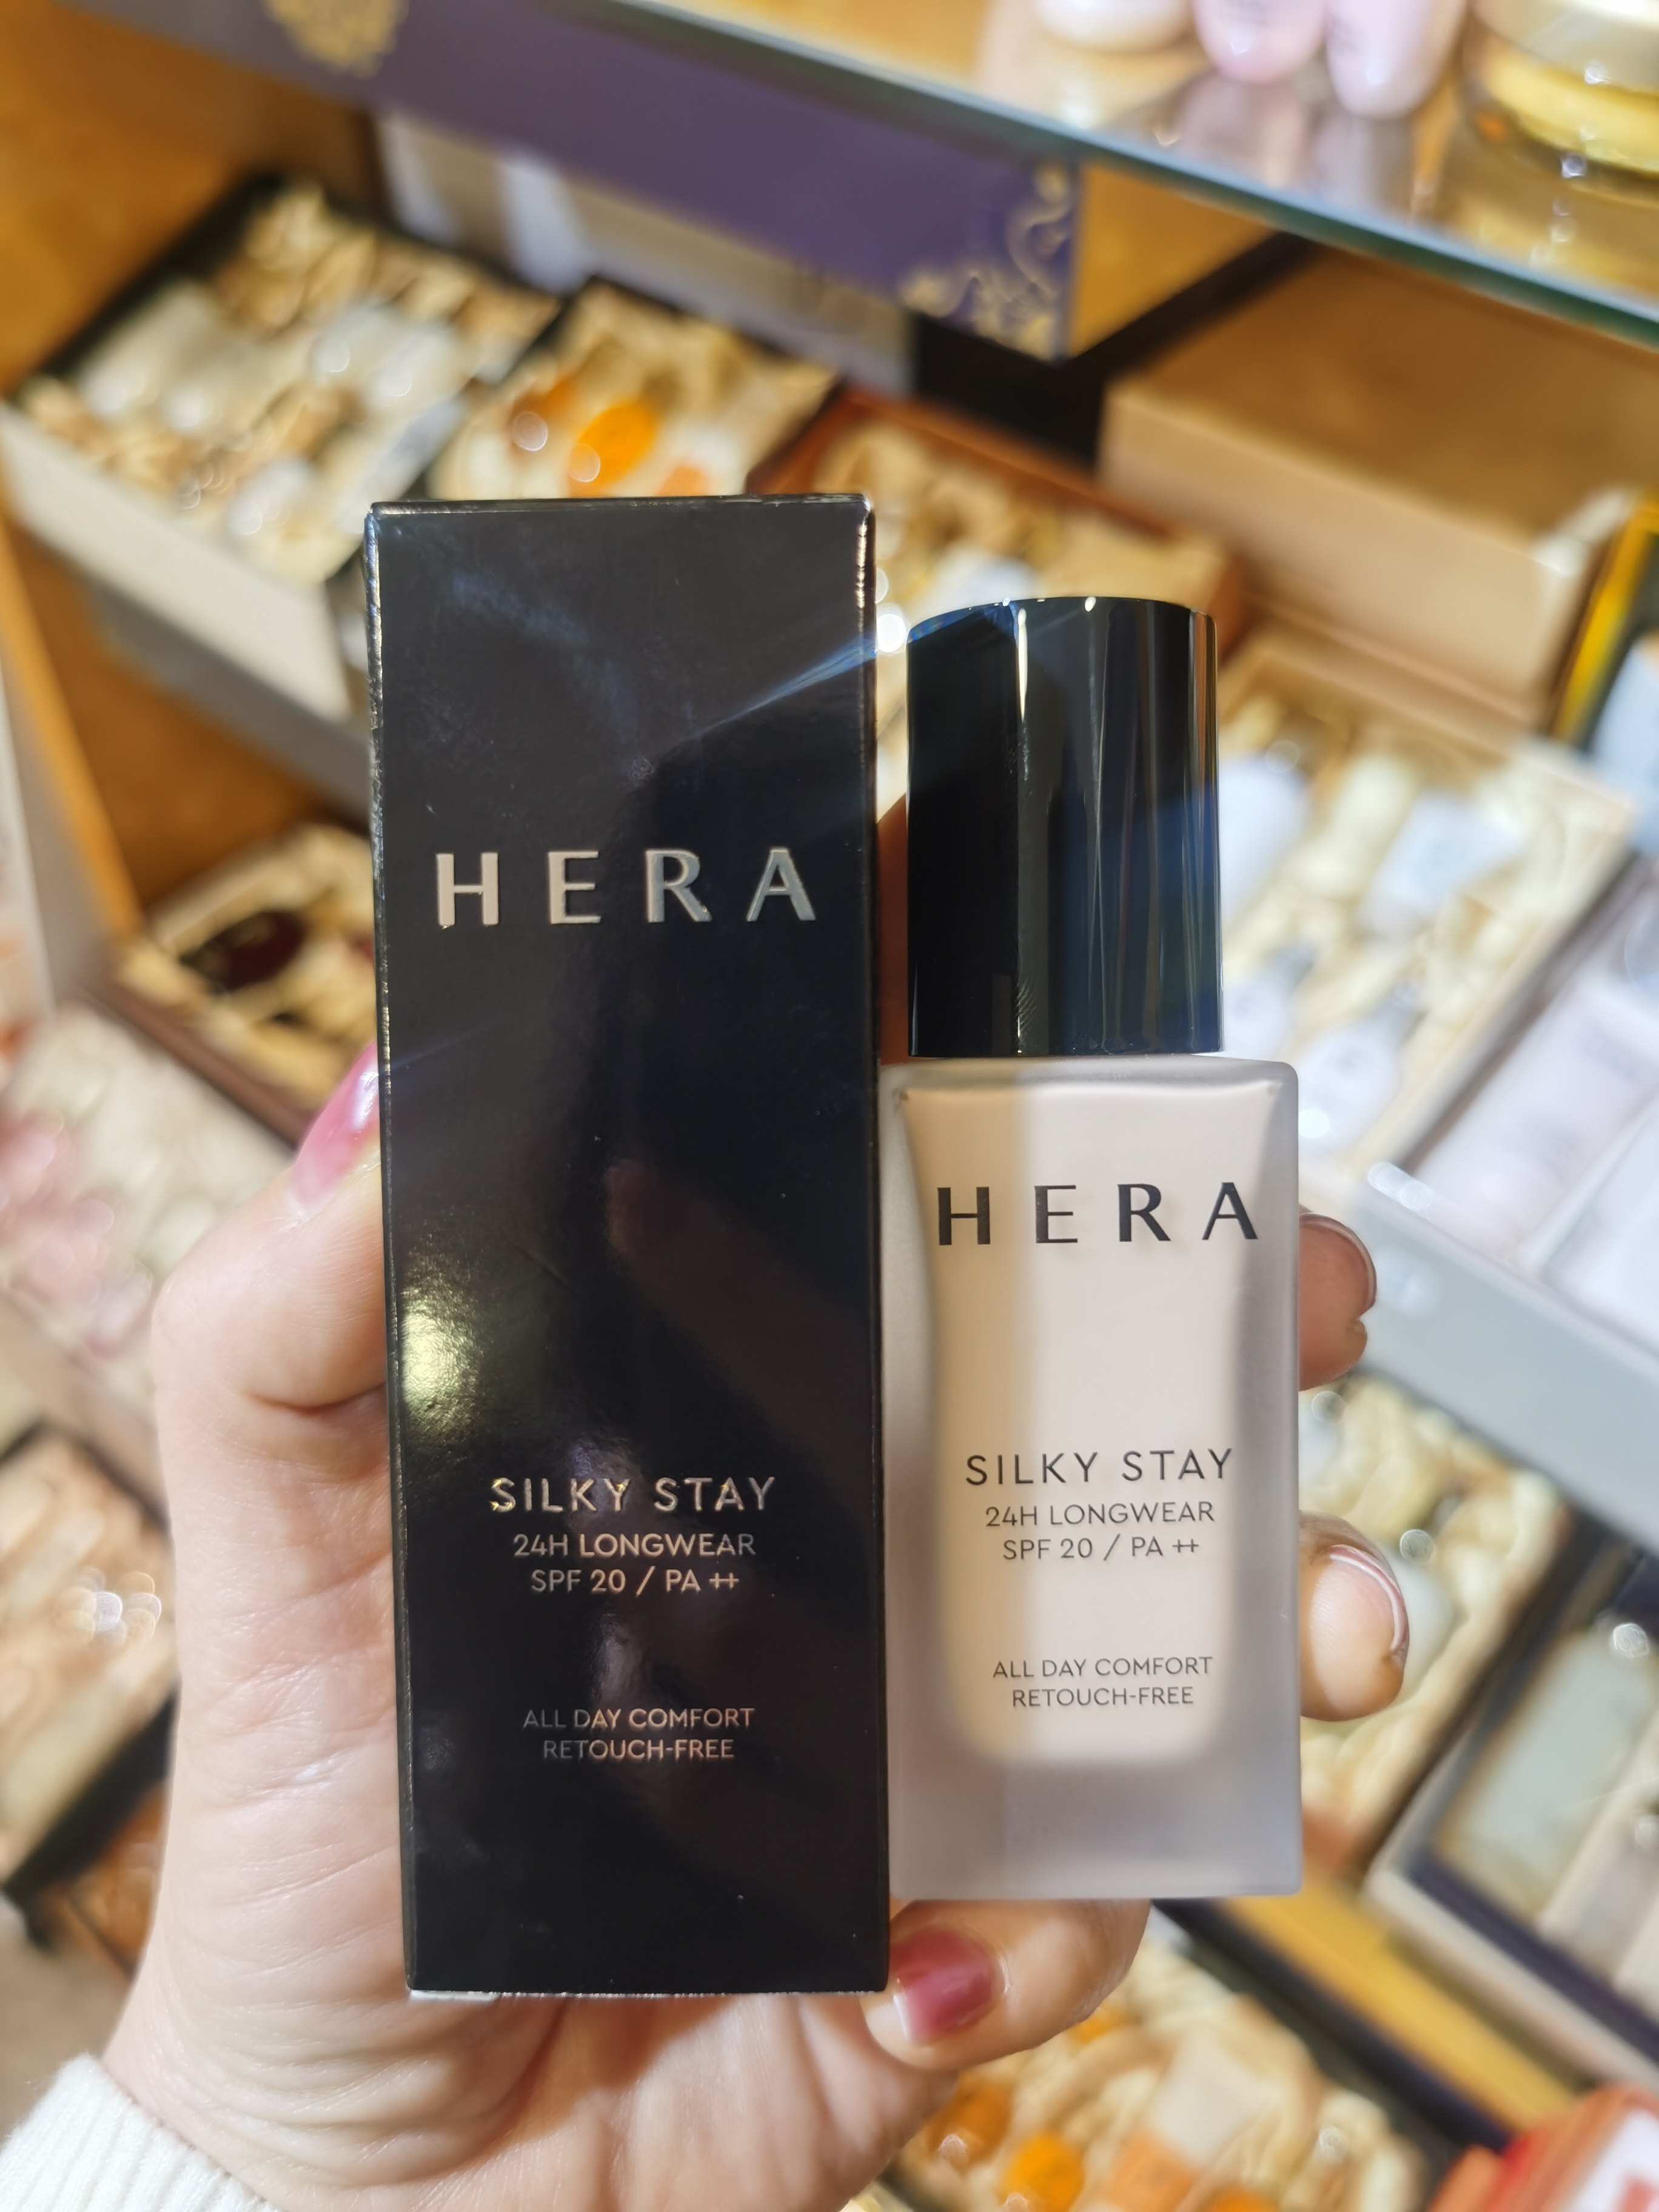 HERA
SILKY STAY
24H LONGWEAR
SPF 20 / PA ++
ALL DAY COMFORT
RETOUCH-FREE
HERA
SILKY STAY
24H LONGWEAR
SPF 20 / PA ++
ALL DAY COMFORT
RETOUCH-FREE